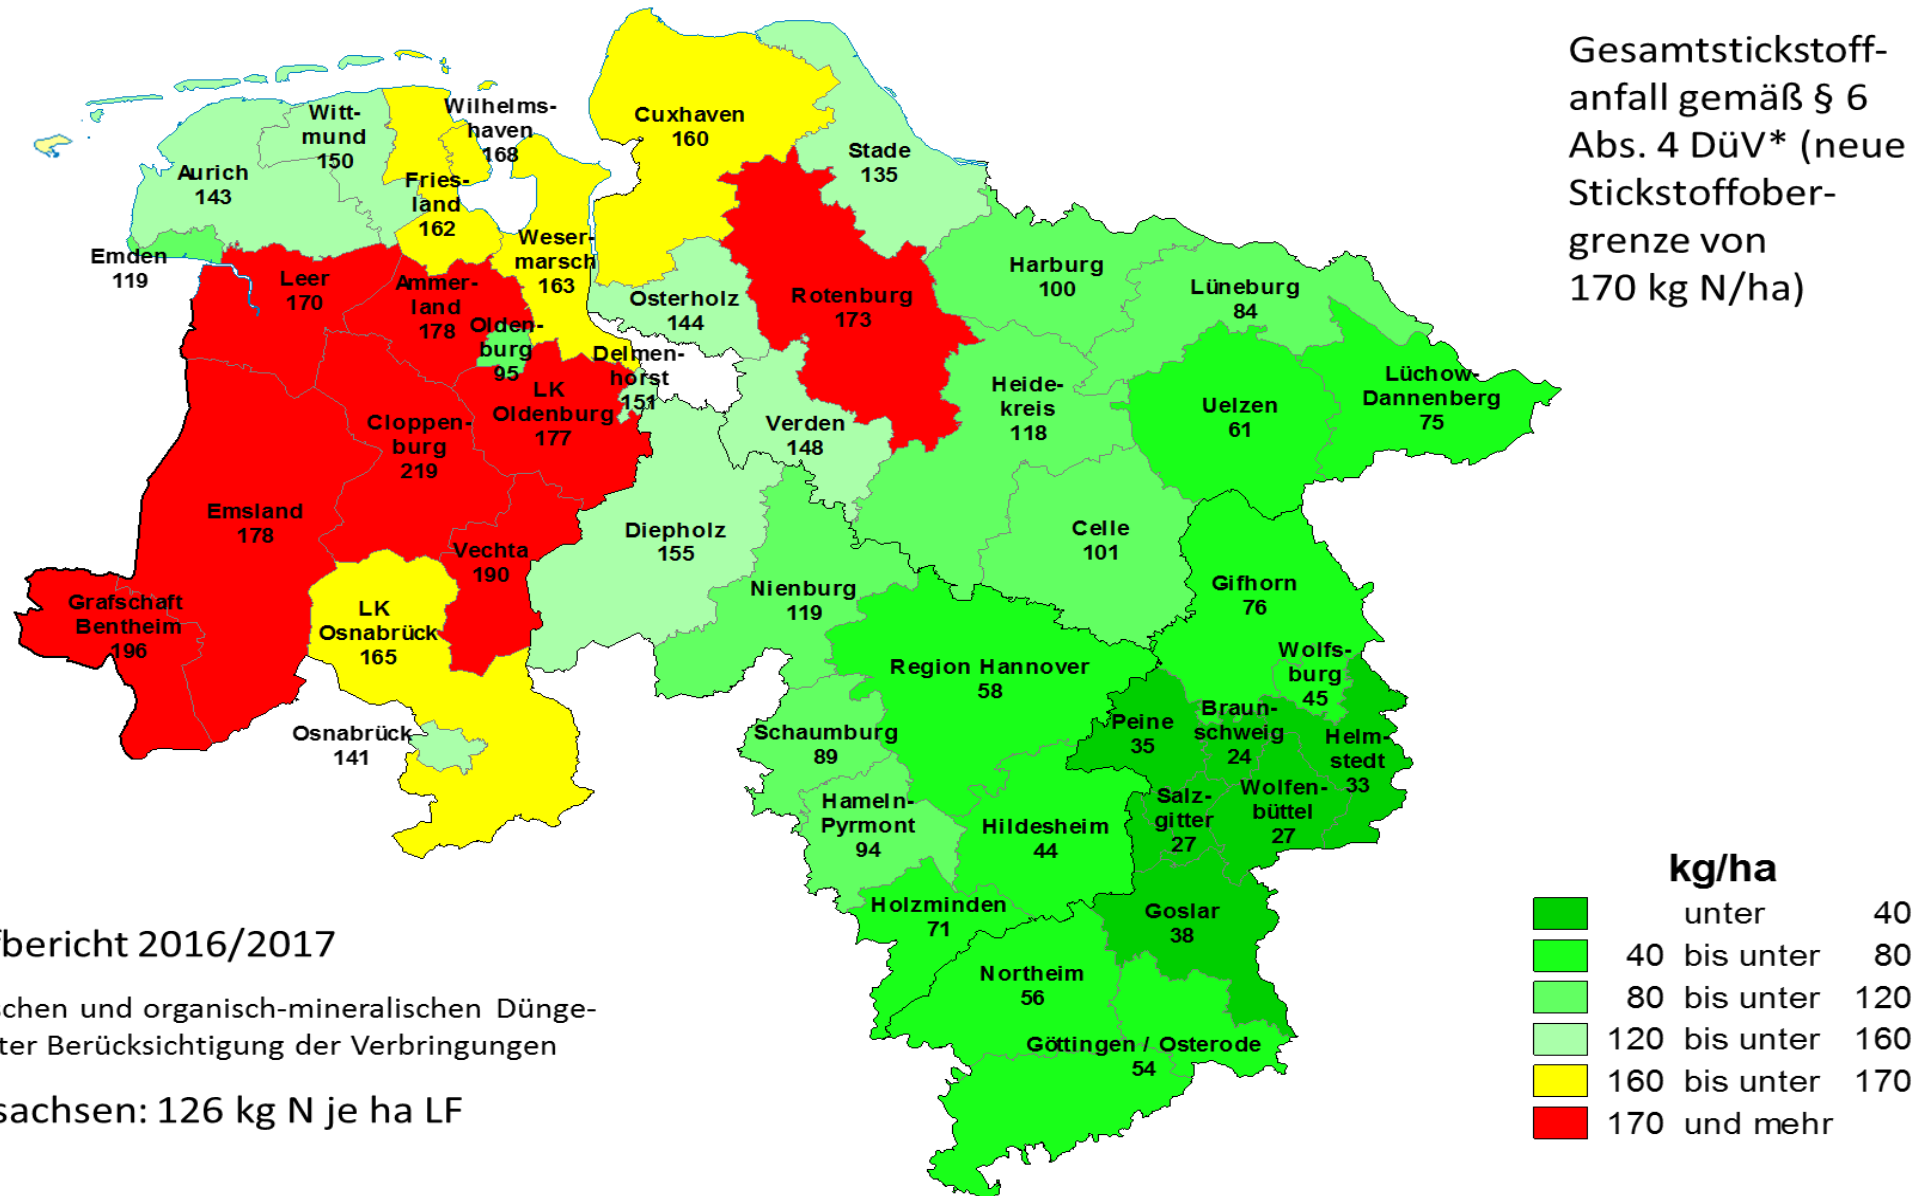 Gesamtstickstoff-
anfall gemäß § 6
Abs. 4 DüV* (neue
Stickstoffober-
grenze von
170 kg N/ha)
Witt-
mund
150
Wilhelms-
haven
168
Cuxhaven
160
Aurich
143
Fries-
land
162
Stade
135
Emden
119
Leer
170
Ammer-
land
178
Weser-
marsch
163
Osterholz
144
Rotenburg
173
Harburg
100
Lüneburg
84
Olden-
burg
95
Delmen-
horst
151
LK
Oldenburg
177
Cloppen-
burg
219
Verden
148
Heide-
kreis
118
Uelzen
61
Lüchow-
Dannenberg
75
Emsland
178
Vechta
190
Diepholz
155
Celle
101
Nienburg
119
Gifhorn
76
Grafschaft
Bentheim
196
LK
Osnabrück
165
Region Hannover
58
Wolfs-
burg
45
Osnabrück
141
Schaumburg
89
Peine
35
Braun-
schweig
24
Helm-
stedt
33
Hameln-
Pyrmont
94
Hildesheim
44
Salz-
gitter
27
Wolfen-
büttel
27
Holzminden
71
Goslar
38
Northeim
56
Göttingen / Osterode
54
kg/ha
unter 40
40 bis unter 80
80 bis unter 120
120 bis unter 160
160 bis unter 170
170 und mehr
fbericht 2016/2017
schen und organisch-mineralischen Dünge-
ter Berücksichtigung der Verbringungen
sachsen: 126 kg N je ha LF